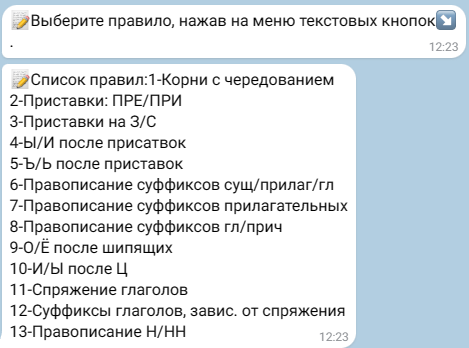 📝Выберите правило, нажав на меню текстовых кнопок↘️
.
12:23
📝Список правил:1-Корни с чередованием
2-Приставки: ПРЕ/ПРИ
3-Приставки на З/С
4-Ы/И после присатвок
5-Ъ/Ь после приставок
6-Правописание суффиксов сущ/прилаг/гл
7-Правописание суффиксов прилагательных
8-Правописание суффиксов гл/прич
9-О/Ё после шипящих
10-И/Ы после Ц
11-Спряжение глаголов
12-Суффиксы глаголов, завис. от спряжения
13-Правописание Н/НН
12:23